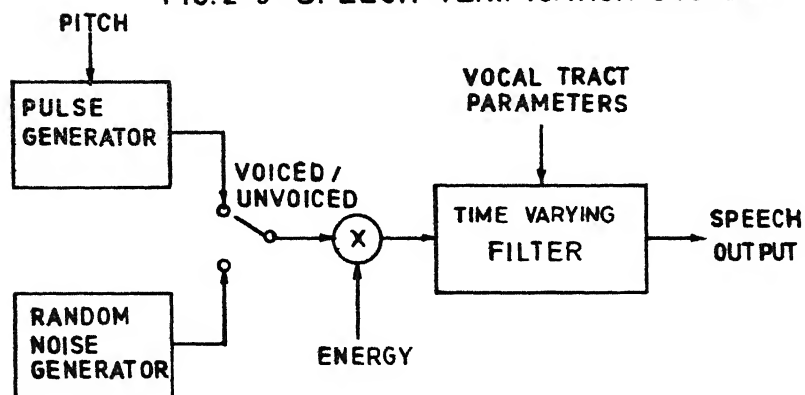 PITCH
PULSE
GENERATOR
VOICED /
UNVOICED
RANDOM
NOISE
GENERATOR
X
ENERGY
VOCAL TRACT
PARAMETERS
TIME VARYING
FILTER
SPEECH
OUTPUT